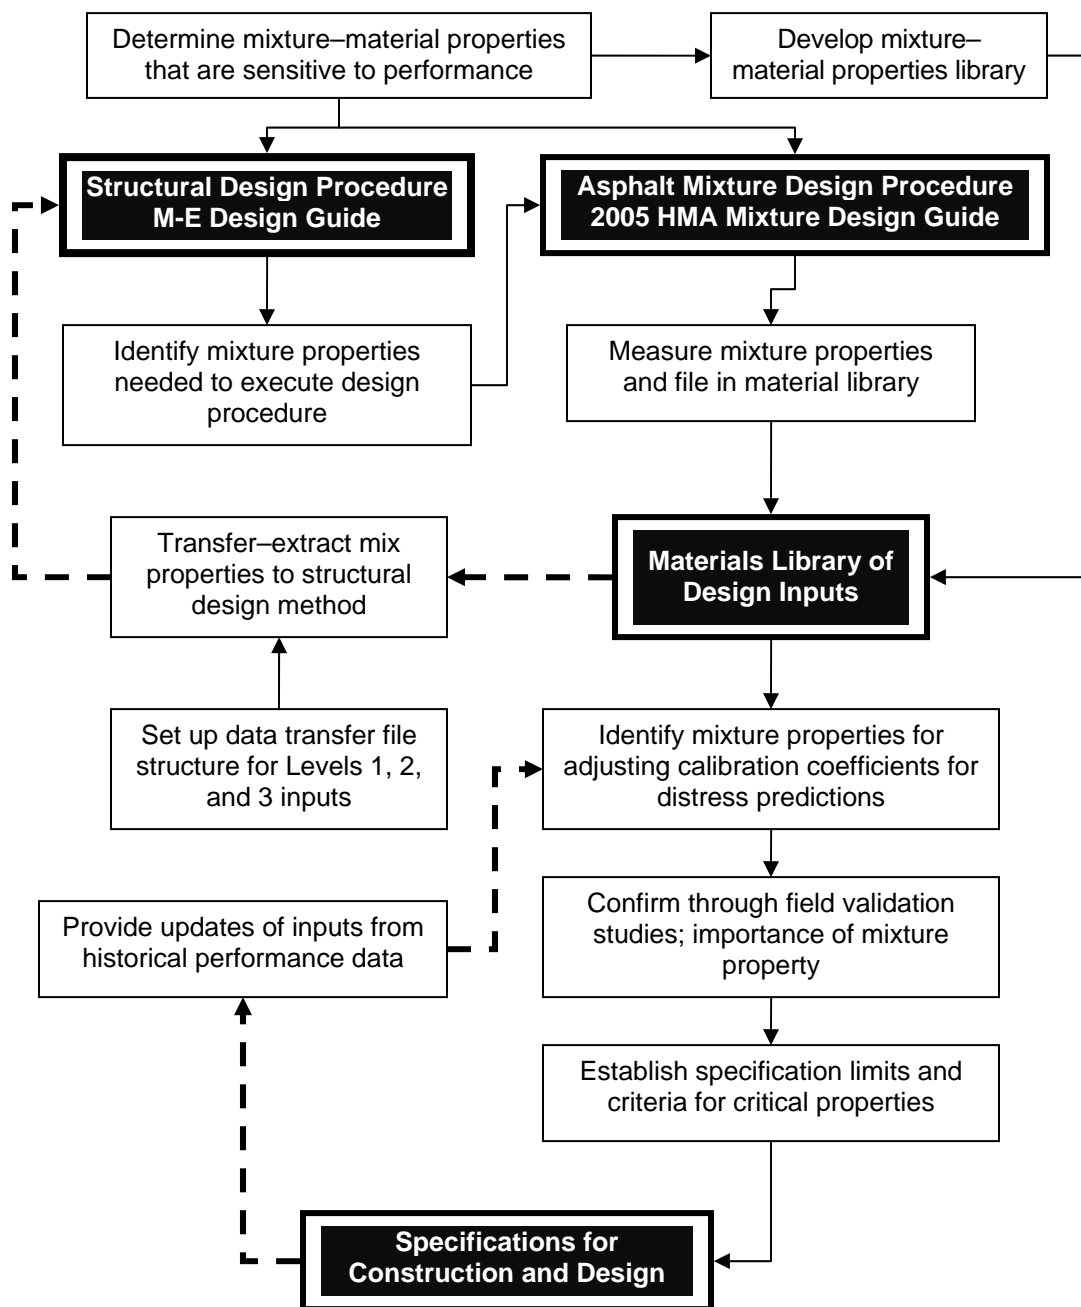 Determine mixture–material properties
that are sensitive to performance
Develop mixture–
material properties library
Structural Design Procedure
M-E Design Guide
Asphalt Mixture Design Procedure
2005 HMA Mixture Design Guide
Identify mixture properties
needed to execute design
procedure
Measure mixture properties
and file in material library
Transfer–extract mix
properties to structural
design method
Materials Library of
Design Inputs
Set up data transfer file
structure for Levels 1, 2,
and 3 inputs
Identify mixture properties for
adjusting calibration coefficients for
distress predictions
Provide updates of inputs from
historical performance data
Confirm through field validation
studies; importance of mixture
property
Establish specification limits and
criteria for critical properties
Specifications for
Construction and Design